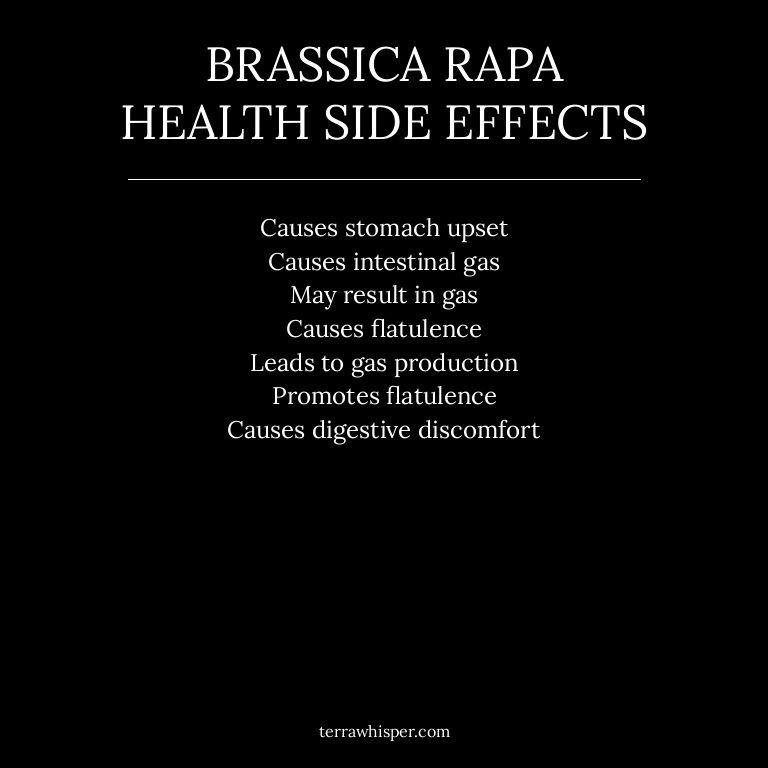 BRASSICA RAPA
HEALTH SIDE EFFECTS
Causes stomach upset
Causes intestinal gas
May result in gas
Causes flatulence
Leads to gas production
Promotes flatulence
Causes digestive discomfort
terrawhisper.com